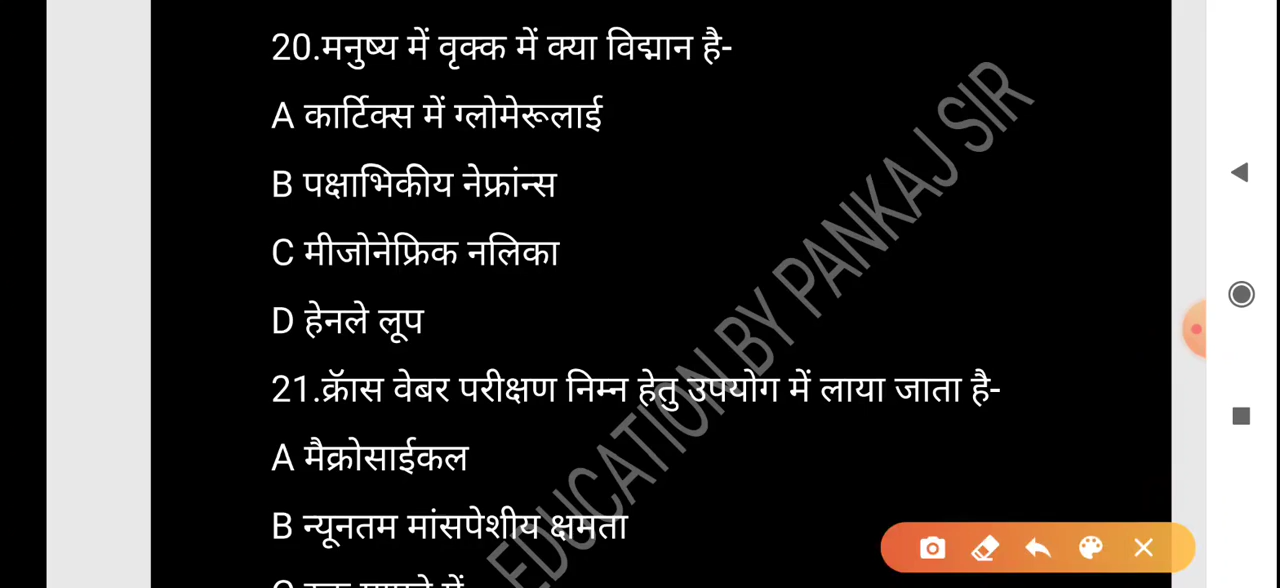 20.मनुष्य में वृक्क में क्या विद्मान है-
A कार्टिक्स में ग्लोमेरूलाई
B पक्षाभिकीय नेफ्रांन्स
C मीजोनेफ्रिक नलिका
D हेनले लूप
21.क्रॅास वेबर परीक्षण निम्न हेतु उपयोग में लाया जाता है-
A मैक्रोसाईकल
B न्यूनतम मांसपेशीय क्षमता
C
EDUCATION BY PANKAJ SIR